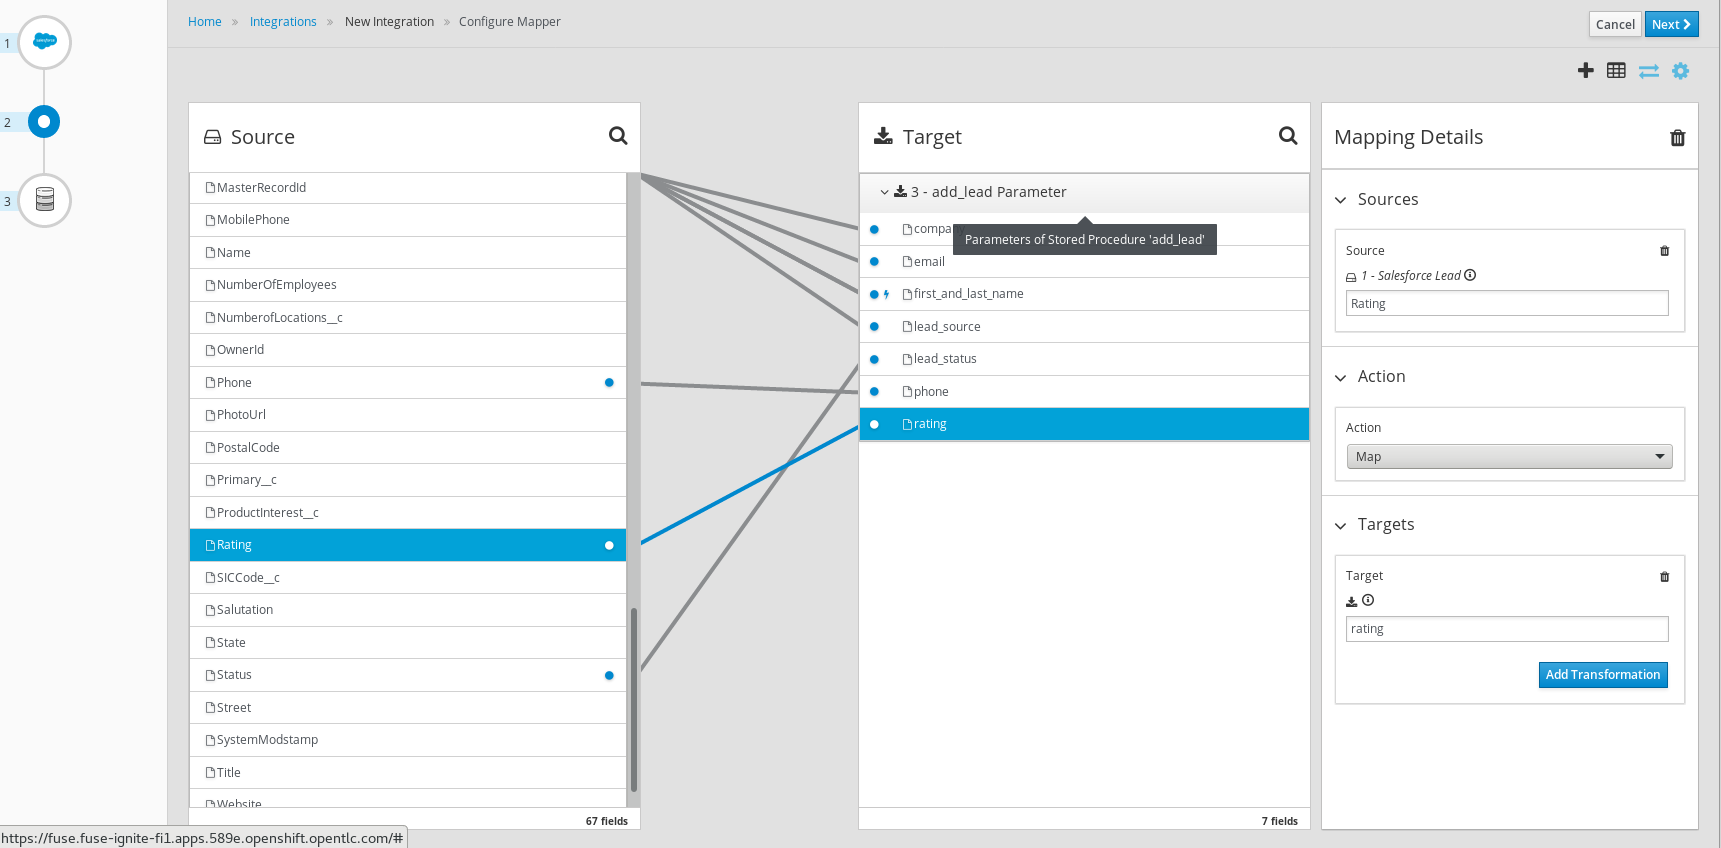 1
2
3
Home » Integrations » New Integration » Configure Mapper
Cancel
Next
Source
MasterRecordId
MobilePhone
Name
NumberOfEmployees
NumberofLocations__c
OwnerId
Phone
PhotoUrl
PostalCode
Primary__c
ProductInterest__c
Rating
SICCode__c
Salutation
State
Status
Street
SystemModstamp
Title
Website
67 fields
Target
3 - add_lead Parameter
Parameters of Stored Procedure 'add_lead'
company
email
first_and_last_name
lead_source
lead_status
phone
rating
7 fields
Mapping Details
Sources
Source
1 - Salesforce Lead
Rating
Action
Action
Map
Targets
Target
rating
Add Transformation
https://fuse.fuse-ignite-fi1.apps.589e.openshift.opentlc.com/#